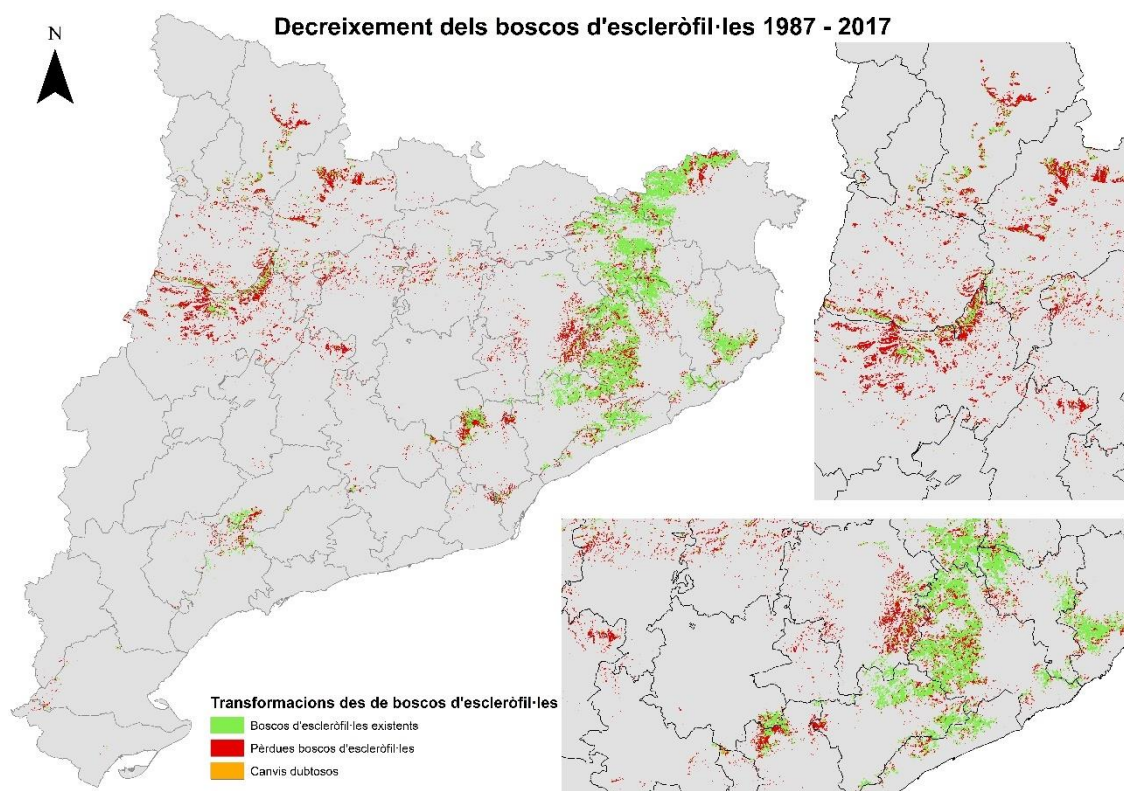 Decreixement dels boscos d'escleròfil·les 1987 - 2017
N
Transformacions des de boscos d'escleròfil·les
Boscos d'escleròfil·les existents
Pèrdues boscos d'escleròfil·les
Canvis dubtosos